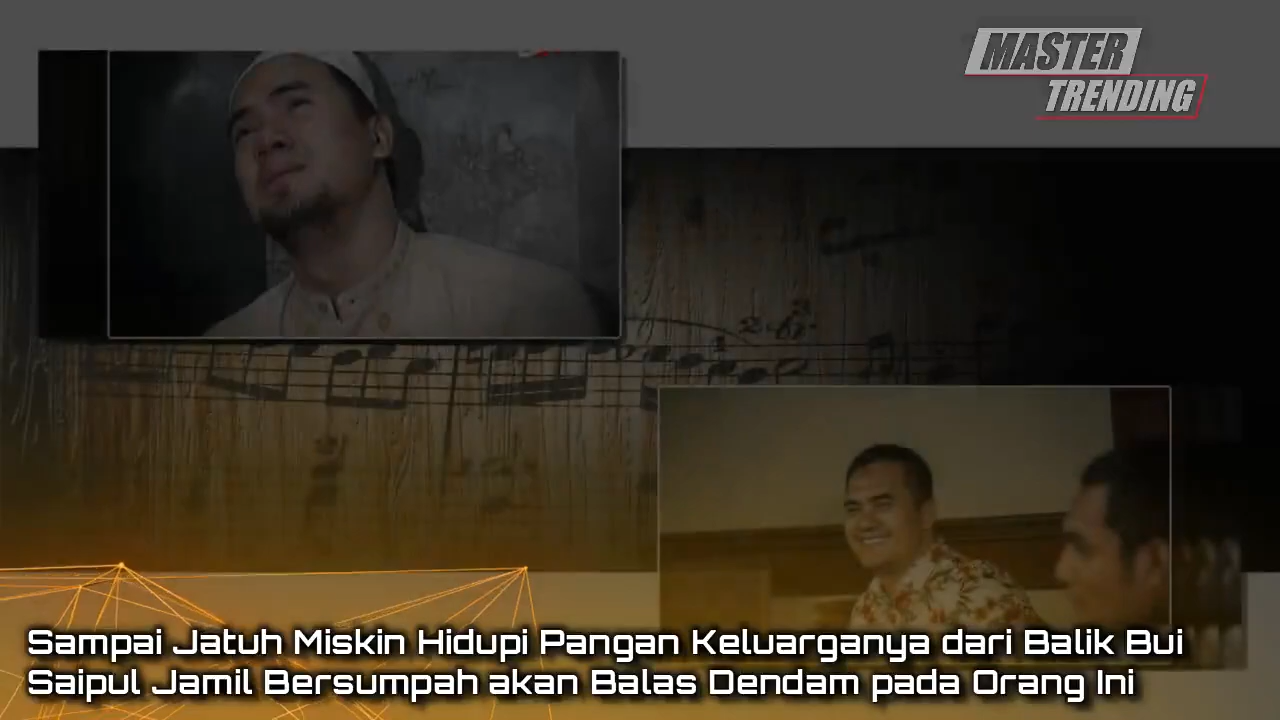 MASTER
TRENDING
Sampai Jatuh Miskin Hidupi Pangan Keluarganya dari Balik Bui
Saipul Jamil Bersumpah akan Balas Dendam pada Orang Ini